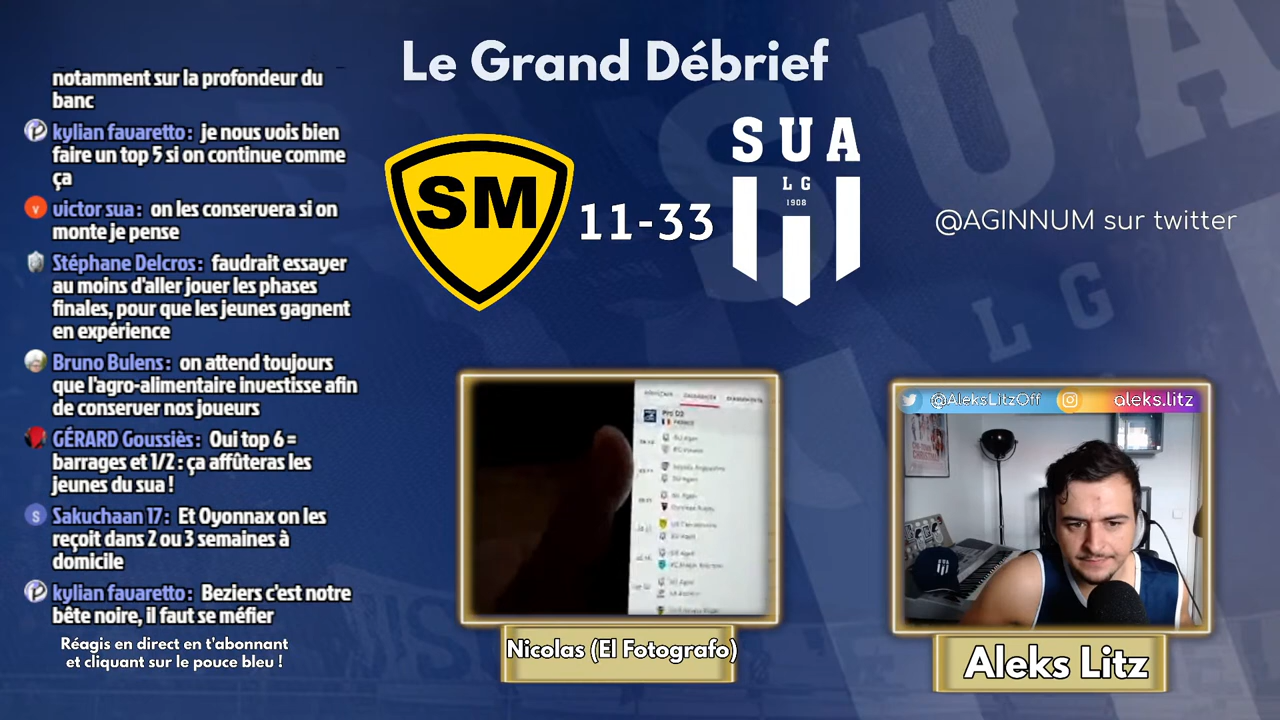 notamment sur la profondeur du
banc
kylian favaretto : je nous vois bien
faire un top 5 si on continue comme
ça
victor sua : on les conservera si on
monte je pense
Stéphane Delcros : faudrait essayer
au moins d'aller jouer les phases
finales, pour que les jeunes gagnent
en expérience
Bruno Bulens : on attend toujours
que l'agro-alimentaire investisse afin
de conserver nos joueurs
GÉRARD Goussiès : Oui top 6 =
barrages et 1/2 : ça affûteras les
jeunes du sua !
Sakuchaan 17 : Et Oyonnax on les
reçoit dans 2 ou 3 semaines à
domicile
kylian favaretto : Beziers c'est notre
bête noire, il faut se méfier
Réagis en direct en t'abonnant
et cliquant sur le pouce bleu !
Le Grand Débrief
SM
11-33
SUA
LG
1908
@AGINNUM sur twitter
Pro D2
Nicolas (El Fotografo)
@AleksLitzOff
aleks.litz
Aleks Litz